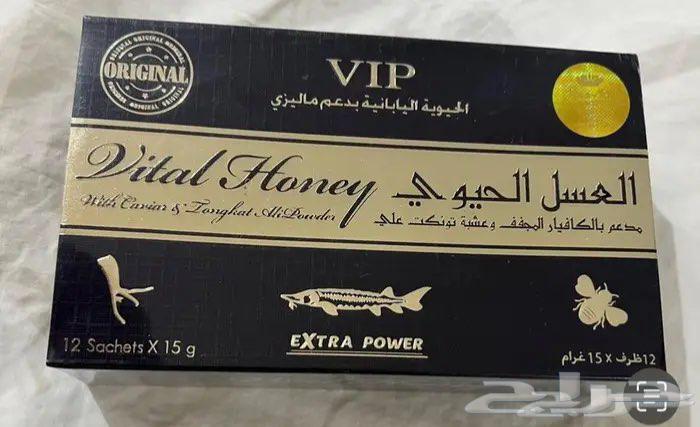 ORIGINAL
VIP
الحيوية اليابانية بدعم ماليزي
Vital Honey
With Caviar & Tongkat Ali Powder
العسل الحيوي
مدعم بالكافيار المجفف وعشبة تونكت علي
EXTRA POWER
12 Sachets X 15 g
12 ظرف x 15 غرام
حراج